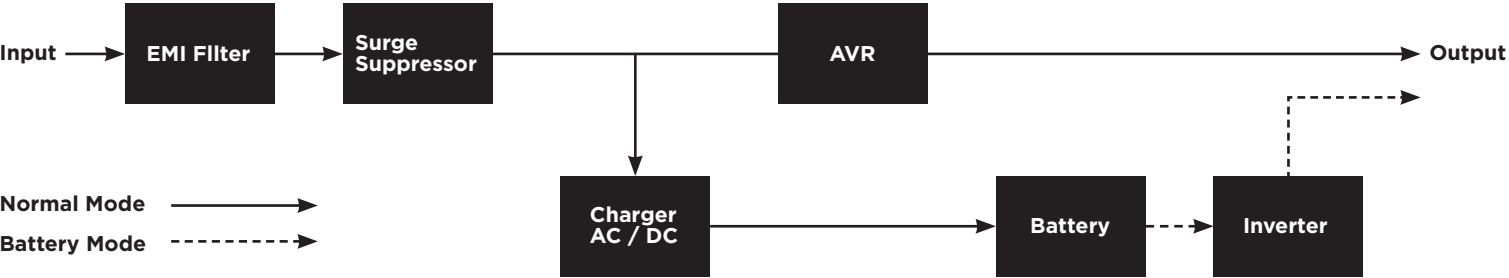 Input
EMI FIlter
Surge
Suppressor
AVR
Output
Normal Mode
Battery Mode
Charger
AC / DC
Battery
Inverter